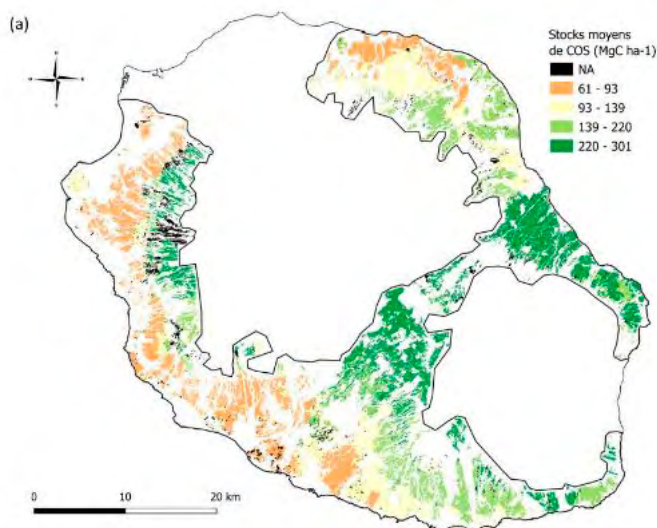 (a)
Stocks moyens
de COS (MgC ha-1)
NA
61 - 93
93 - 139
139 - 220
220 - 301
0 10 20 km